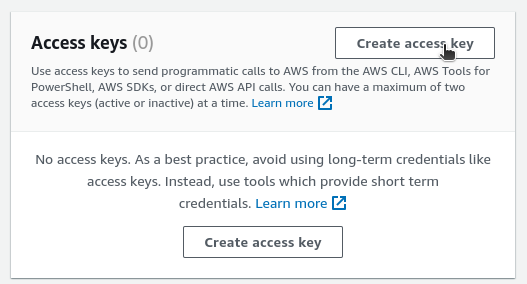 Access keys (0)
Create access key
Use access keys to send programmatic calls to AWS from the AWS CLI, AWS Tools for
PowerShell, AWS SDKs, or direct AWS API calls. You can have a maximum of two
access keys (active or inactive) at a time. Learn more
No access keys. As a best practice, avoid using long-term credentials like
access keys. Instead, use tools which provide short term
credentials. Learn more
Create access key